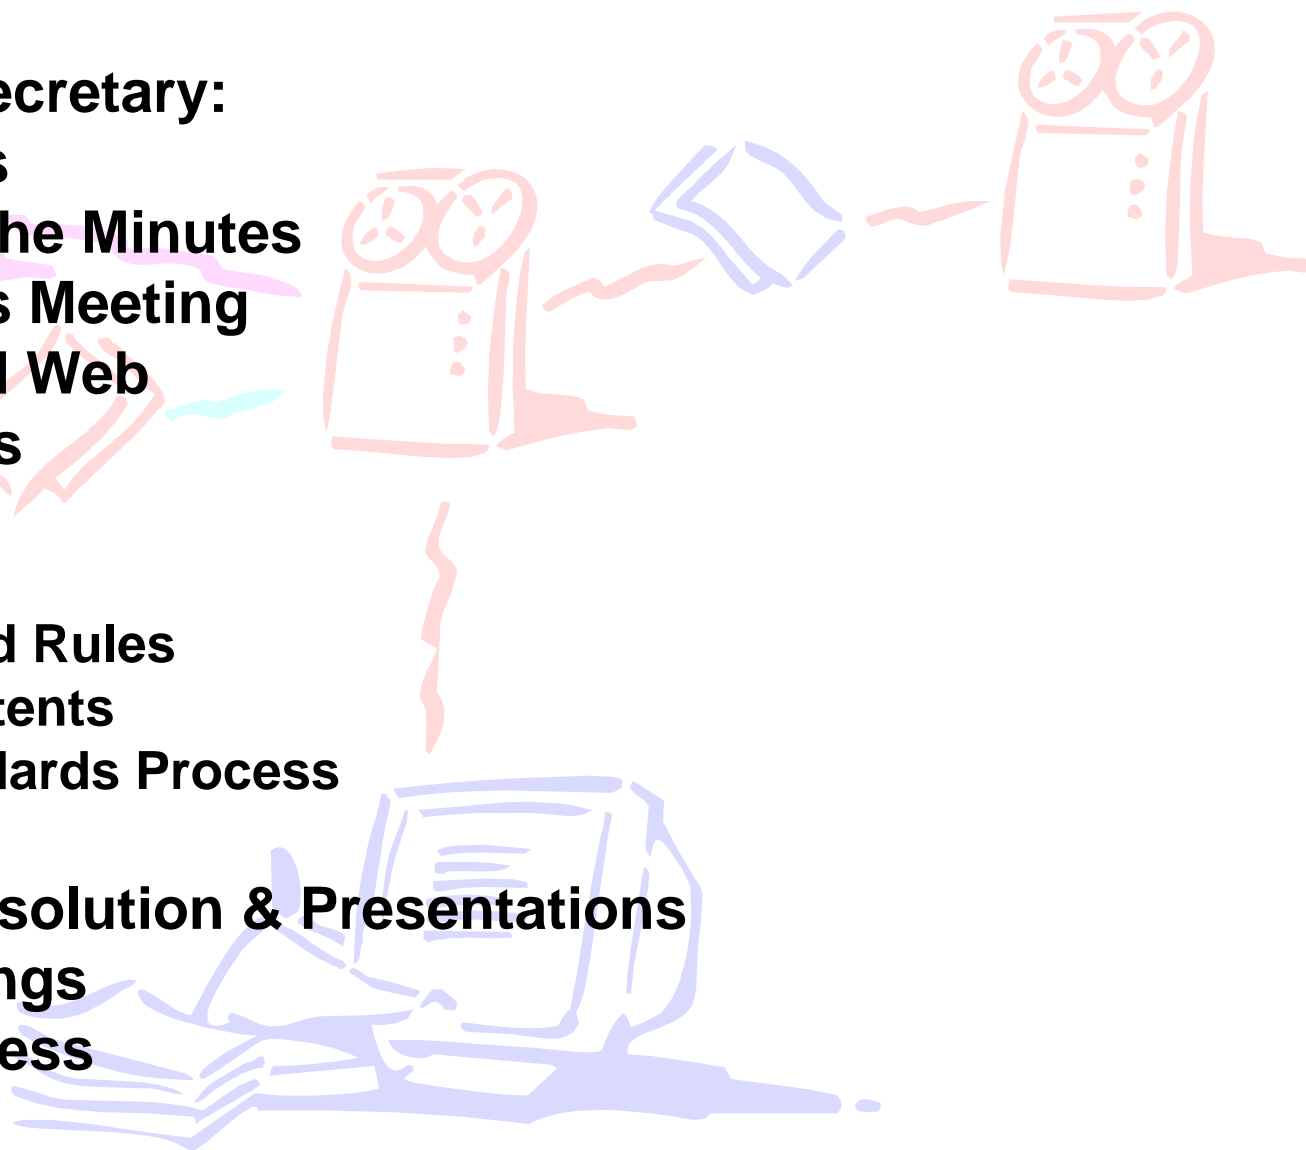 ecretary:
s
he Minutes
s Meeting
Web
s
d Rules
tents
lards Process
solution & Presentations
ngs
ess